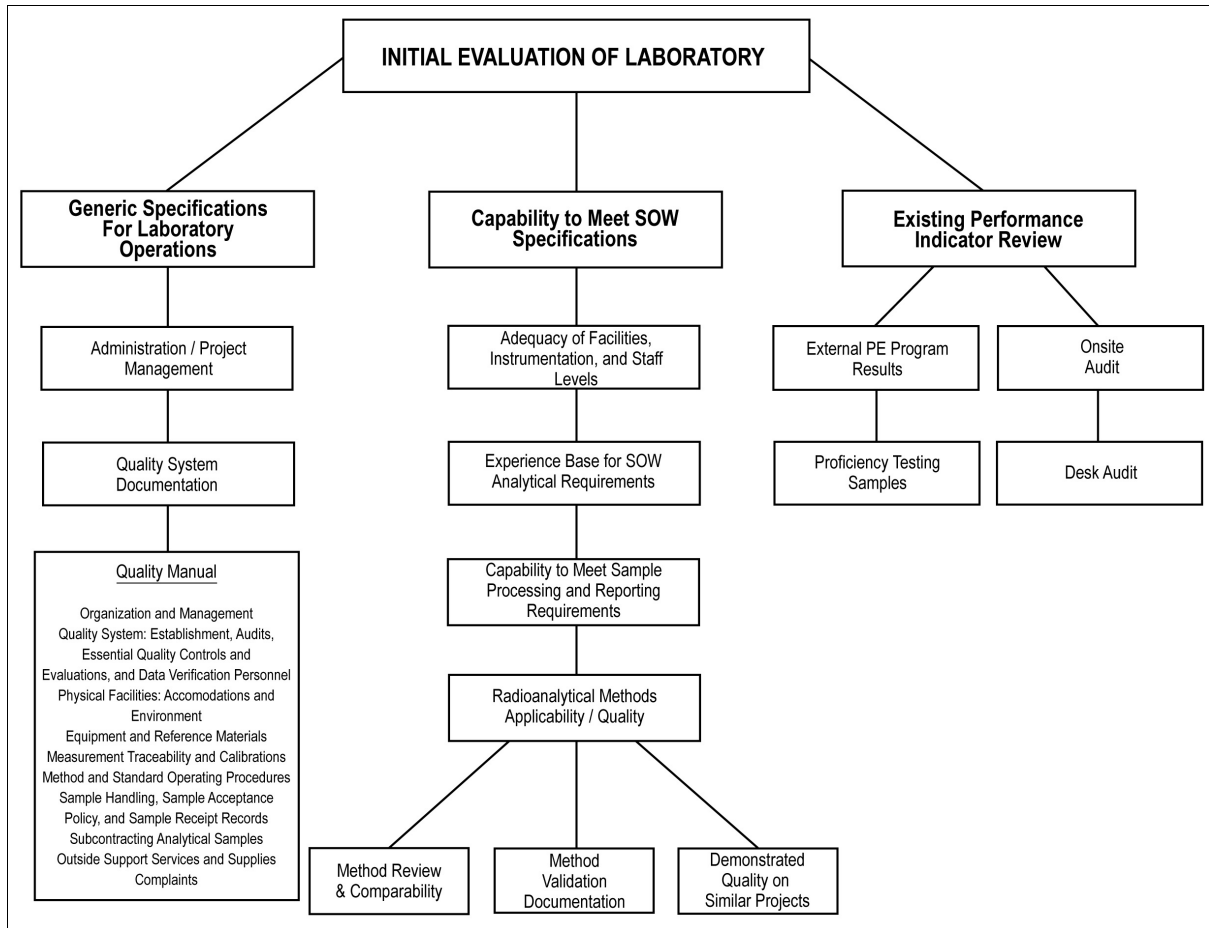 INITIAL EVALUATION OF LABORATORY
Generic Specifications
For Laboratory
Operations
Administration / Project
Management
Quality System
Documentation
Quality Manual
Organization and Management
Quality System: Establishment, Audits,
Essential Quality Controls and
Evaluations, and Data Verification Personnel
Physical Facilities: Accomodations and
Environment
Equipment and Reference Materials
Measurement Traceability and Calibrations
Method and Standard Operating Procedures
Sample Handling, Sample Acceptance
Policy, and Sample Receipt Records
Subcontracting Analytical Samples
Outside Support Services and Supplies
Complaints
Capability to Meet SOW
Specifications
Adequacy of Facilities,
Instrumentation, and Staff
Levels
Experience Base for SOW
Analytical Requirements
Capability to Meet Sample
Processing and Reporting
Requirements
Radioanalytical Methods
Applicability / Quality
Method Review
& Comparability
Method
Validation
Documentation
Demonstrated
Quality on
Similar Projects
Existing Performance
Indicator Review
External PE Program
Results
Proficiency Testing
Samples
Onsite
Audit
Desk Audit